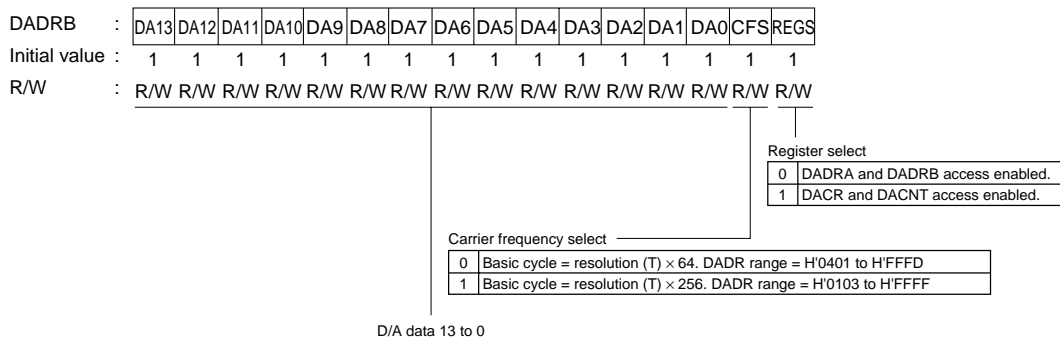 DADRB : DA13 DA12 DA11 DA10 DA9 DA8 DA7 DA6 DA5 DA4 DA3 DA2 DA1 DA0 CFS REGS
Initial value : 1 1 1 1 1 1 1 1 1 1 1 1 1 1 1 1
R/W : R/W R/W R/W R/W R/W R/W R/W R/W R/W R/W R/W R/W R/W R/W R/W R/W
Register select
0 DADRA and DADRB access enabled.
1 DACR and DACNT access enabled.
Carrier frequency select
0 Basic cycle = resolution (T) × 64. DADR range = H'0401 to H'FFFD
1 Basic cycle = resolution (T) × 256. DADR range = H'0103 to H'FFFF
D/A data 13 to 0